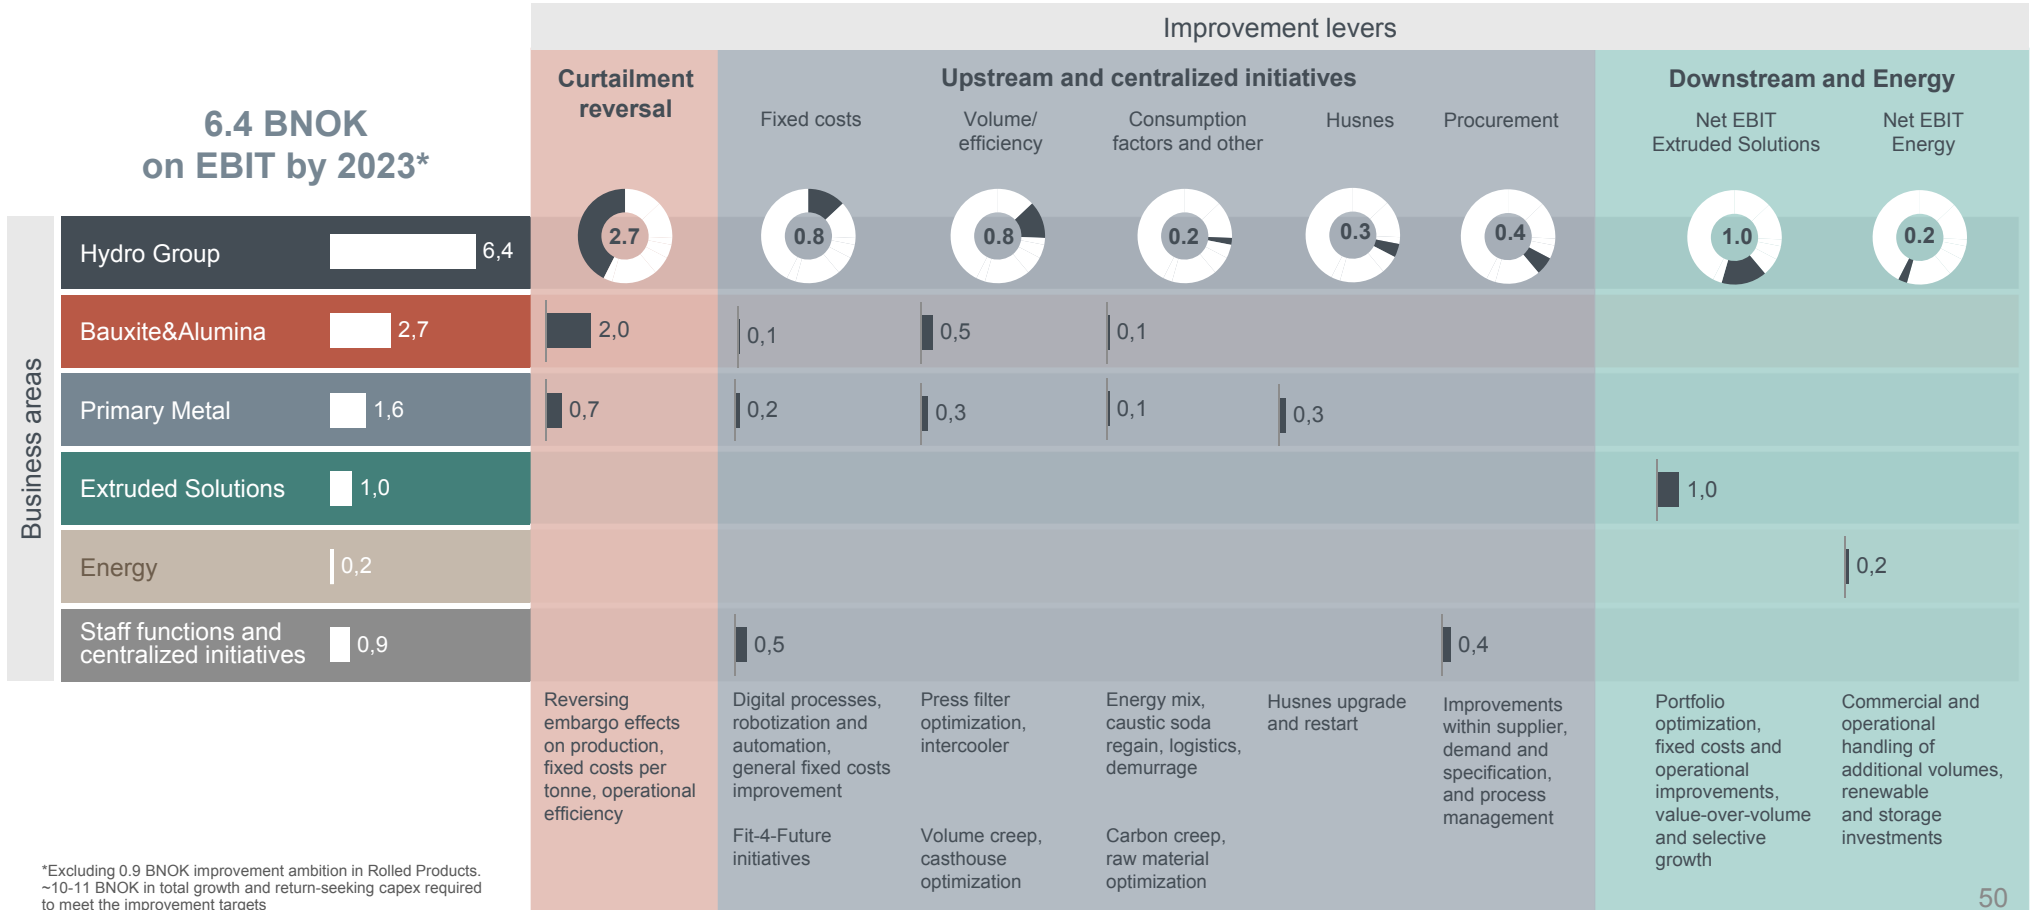 Improvement levers
6.4 BNOK
on EBIT by 2023*
Curtailment
reversal
Upstream and centralized initiatives
Downstream and Energy
Fixed costs
Volume/
efficiency
Consumption
factors and other
Husnes
Procurement
Net EBIT
Extruded Solutions
Net EBIT
Energy
Business areas
Hydro Group 6,4
2.7
0.8
0.8
0.2
0.3
0.4
1.0
0.2
Bauxite&Alumina 2,7
2,0
0,1
0,5
0,1
Primary Metal 1,6
0,7
0,2
0,3
0,1
0,3
Extruded Solutions 1,0
1,0
Energy 0,2
0,2
Staff functions and
centralized initiatives 0,9
0,5
0,4
Reversing
embargo effects
on production,
fixed costs per
tonne, operational
efficiency
Digital processes,
robotization and
automation,
general fixed costs
improvement
Fit-4-Future
initiatives
Press filter
optimization,
intercooler
Volume creep,
casthouse
optimization
Energy mix,
caustic soda
regain, logistics,
demurrage
Carbon creep,
raw material
optimization
Husnes upgrade
and restart
Improvements
within supplier,
demand and
specification,
and process
management
Portfolio
optimization,
fixed costs and
operational
improvements,
value-over-volume
and selective
growth
Commercial and
operational
handling of
additional volumes,
renewable
and storage
investments
*Excluding 0.9 BNOK improvement ambition in Rolled Products.
~10-11 BNOK in total growth and return-seeking capex required
to meet the improvement targets
50